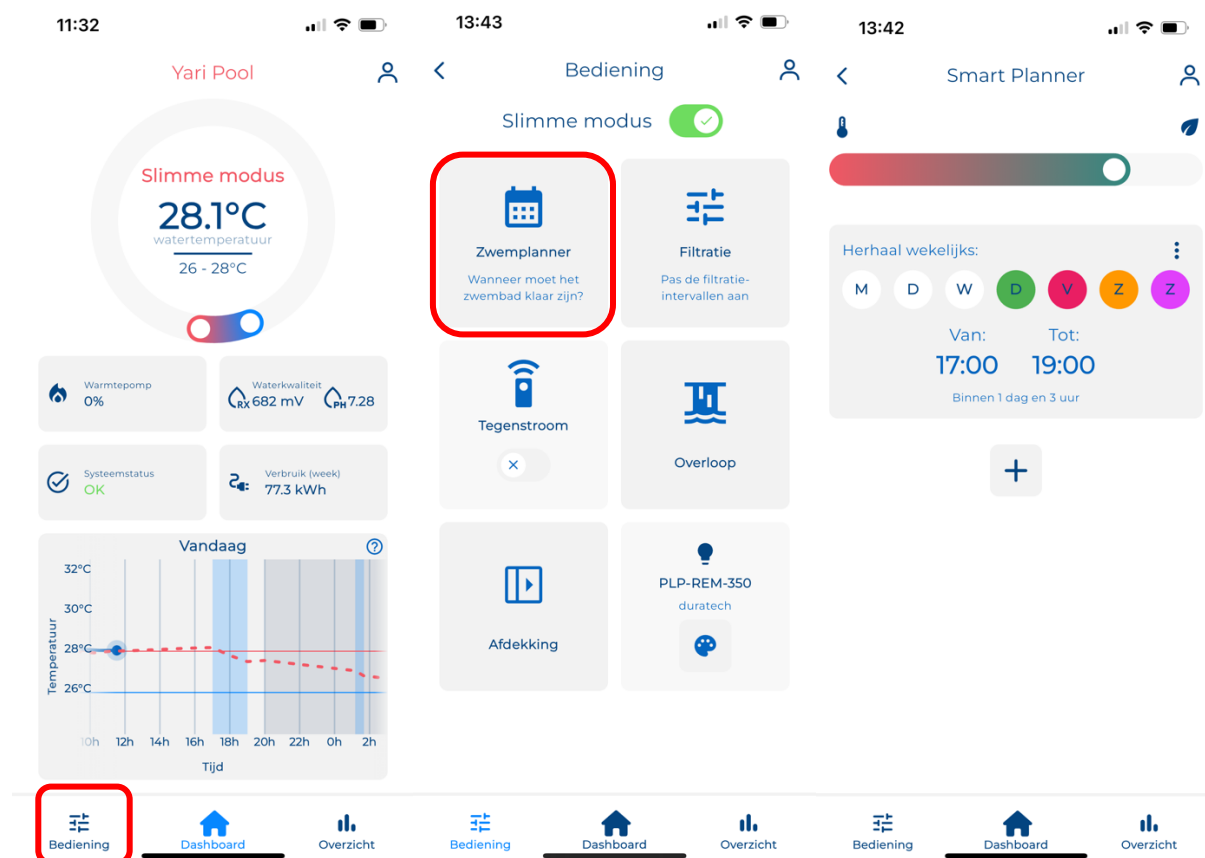 11:32
Yari Pool
Slimme modus
28.1°C
watertemperatuur
26 - 28°C
Warmtepomp
0%
Waterkwaliteit
RX 682 mV PH 7.28
Systeemstatus
OK
Verbruik (week)
77.3 kWh
Vandaag
?
32°C
30°C
28°C
26°C
Temperatuur
10h 12h 14h 16h 18h 20h 22h 0h 2h
Tijd
Bediening Dashboard Overzicht
13:43
Bediening
Slimme modus
Zwemplanner
Wanneer moet het
zwembad klaar zijn?
Filtratie
Pas de filtratie-
intervallen aan
Tegenstroom
Overloop
Afdekking
PLP-REM-350
duratech
Bediening Dashboard Overzicht
13:42
Smart Planner
Herhaal wekelijks:
M D W D V Z Z
Van: Tot:
17:00 19:00
Binnen 1 dag en 3 uur
+
Bediening Dashboard Overzicht